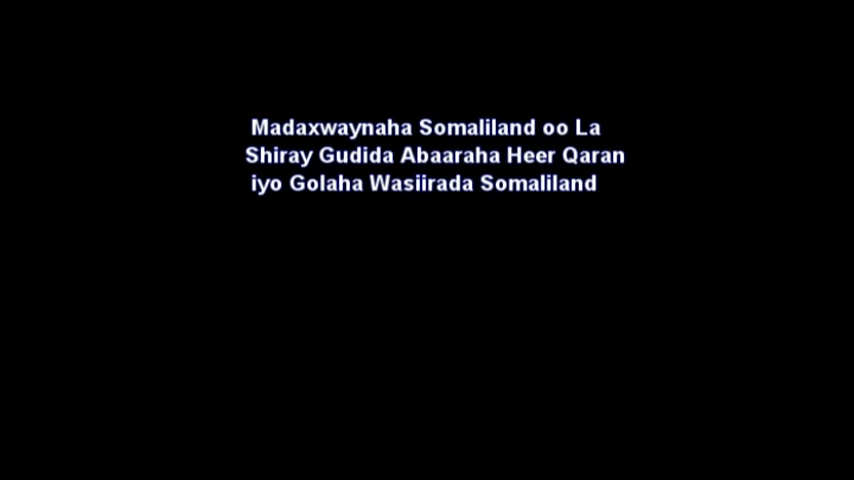 Madaxwaynaha Somaliland oo La
Shiray Gudida Abaaraha Heer Qaran
iyo Golaha Wasiirada Somaliland